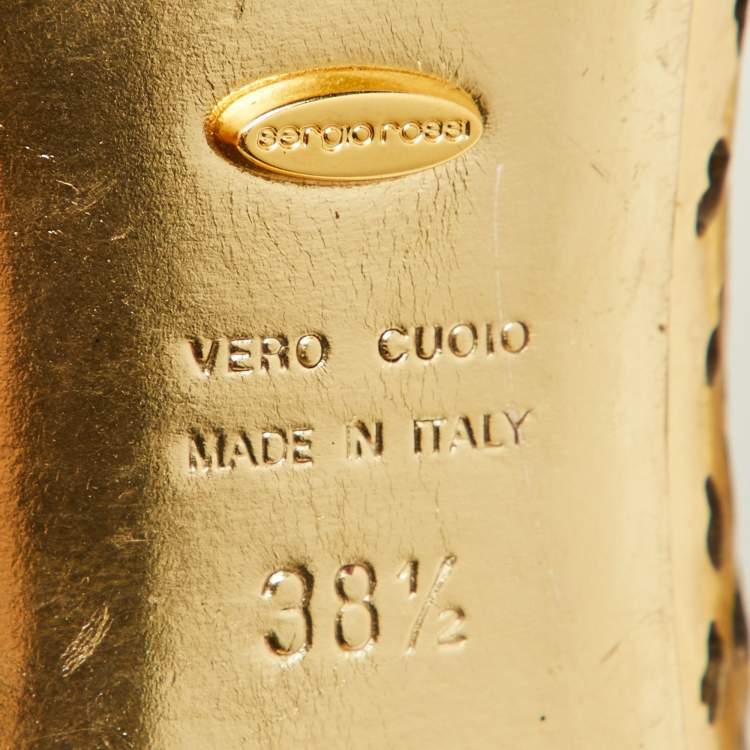 sergio rossi
VERO CUOIO
MADE IN ITALY
38½